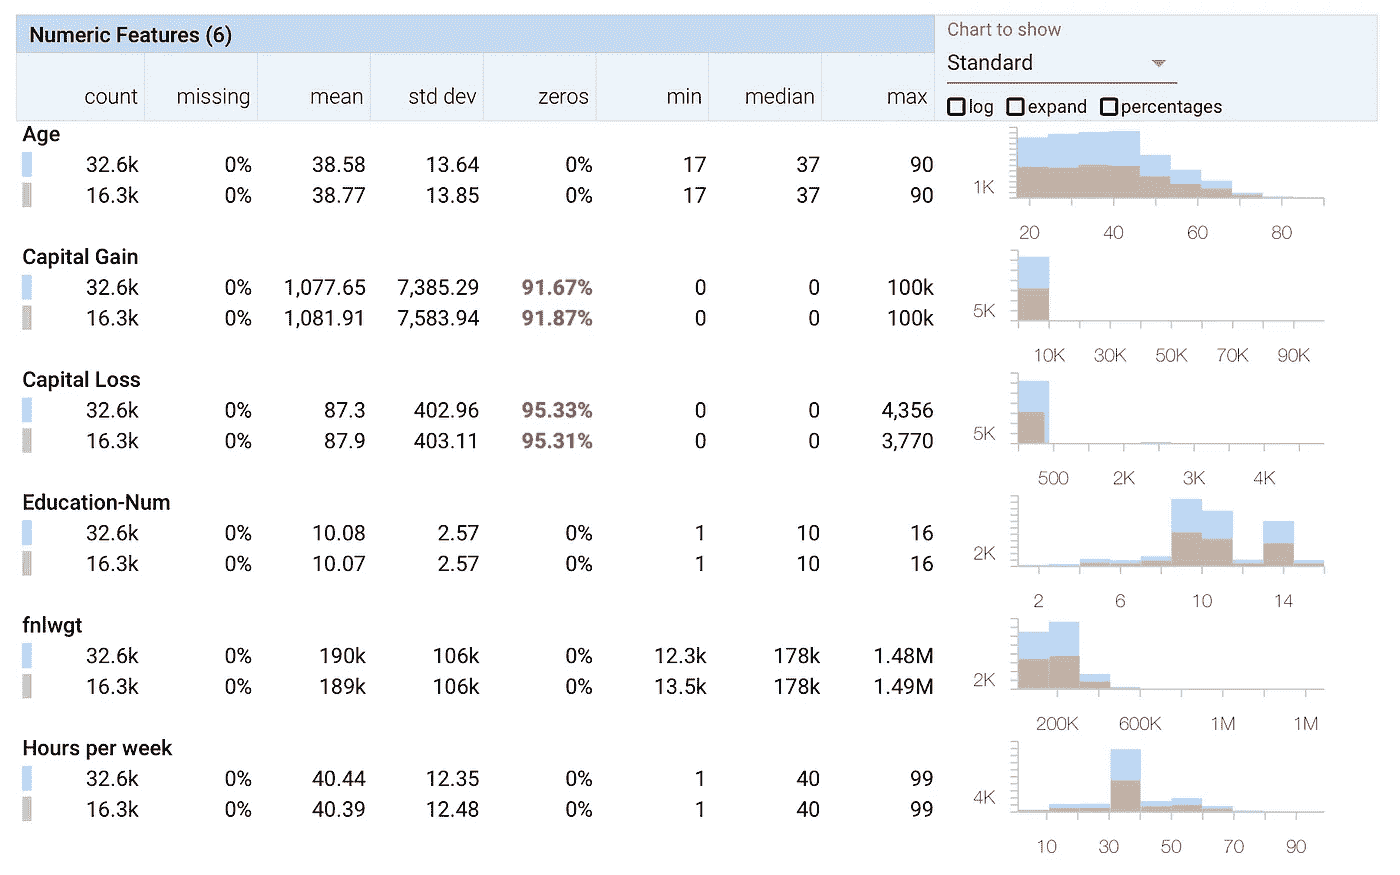 Numeric Features (6)
Chart to show
Standard
count missing mean std dev zeros min median max
log expand percentages
Age
32.6k 0% 38.58 13.64 0% 17 37 90
16.3k 0% 38.77 13.85 0% 17 37 90
1K
20 40 60 80
Capital Gain
32.6k 0% 1,077.65 7,385.29 91.67% 0 0 100k
16.3k 0% 1,081.91 7,583.94 91.87% 0 0 100k
5K
10K 30K 50K 70K 90K
Capital Loss
32.6k 0% 87.3 402.96 95.33% 0 0 4,356
16.3k 0% 87.9 403.11 95.31% 0 0 3,770
5K
500 2K 3K 4K
Education-Num
32.6k 0% 10.08 2.57 0% 1 10 16
16.3k 0% 10.07 2.57 0% 1 10 16
2K
2 6 10 14
fnlwgt
32.6k 0% 190k 106k 0% 12.3k 178k 1.48M
16.3k 0% 189k 106k 0% 13.5k 178k 1.49M
2K
200K 600K 1M 1M
Hours per week
32.6k 0% 40.44 12.35 0% 1 40 99
16.3k 0% 40.39 12.48 0% 1 40 99
4K
10 30 50 70 90